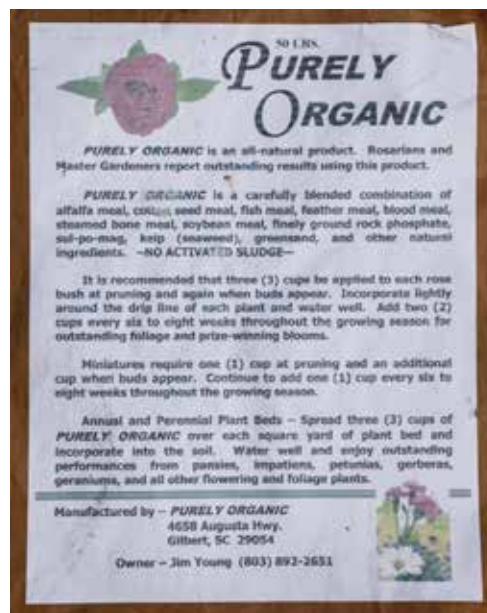 50 LBS.
PURELY
ORGANIC
PURELY ORGANIC is an all-natural product. Rosarians and
Master Gardeners report outstanding results using this product.
PURELY ORGANIC is a carefully blended combination of
alfalfa meal, cotton seed meal, fish meal, feather meal, blood meal,
steamed bone meal, soybean meal, finely ground rock phosphate,
sul-po-mag, kelp (seaweed), greensand, and other natural
ingredients. ~NO ACTIVATED SLUDGE~
It is recommended that three (3) cups be applied to each rose
bush at pruning and again when buds appear. Incorporate lightly
around the drip line of each plant and water well. Add two (2)
cups every six to eight weeks throughout the growing season for
outstanding foliage and prize-winning blooms.
Miniatures require one (1) cup at pruning and an additional
cup when buds appear. Continue to add one (1) cup every six to
eight weeks throughout the growing season.
Annual and Perennial Plant Beds – Spread three (3) cups of
PURELY ORGANIC over each square yard of plant bed and
incorporate into the soil. Water well and enjoy outstanding
performances from pansies, impatiens, petunias, gerberas,
geraniums, and all other flowering and foliage plants.
Manufactured by – PURELY ORGANIC
4658 Augusta Hwy.
Gilbert, SC 29054
Owner – Jim Young (803) 892-2651